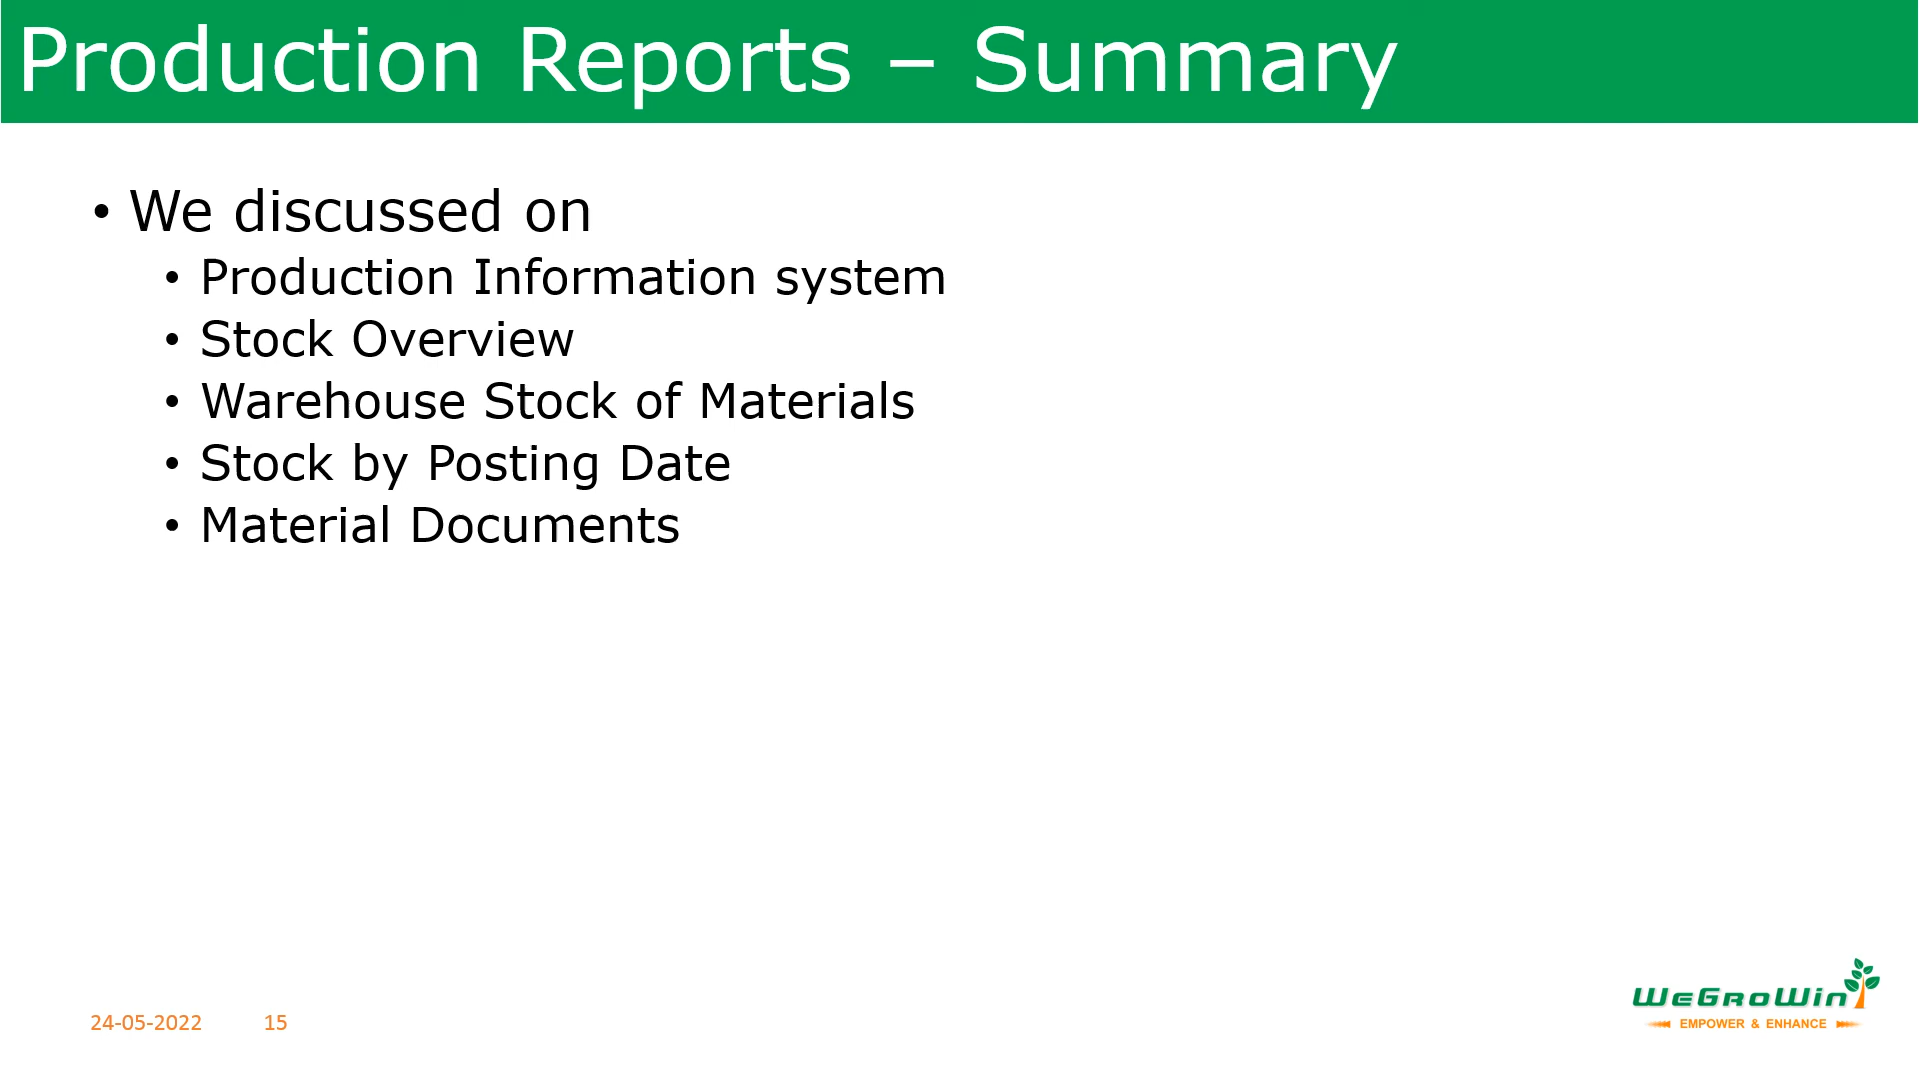 Production Reports – Summary
• We discussed on
• Production Information system
• Stock Overview
• Warehouse Stock of Materials
• Stock by Posting Date
• Material Documents
24-05-2022 15
WeGroWin
EMPOWER & ENHANCE